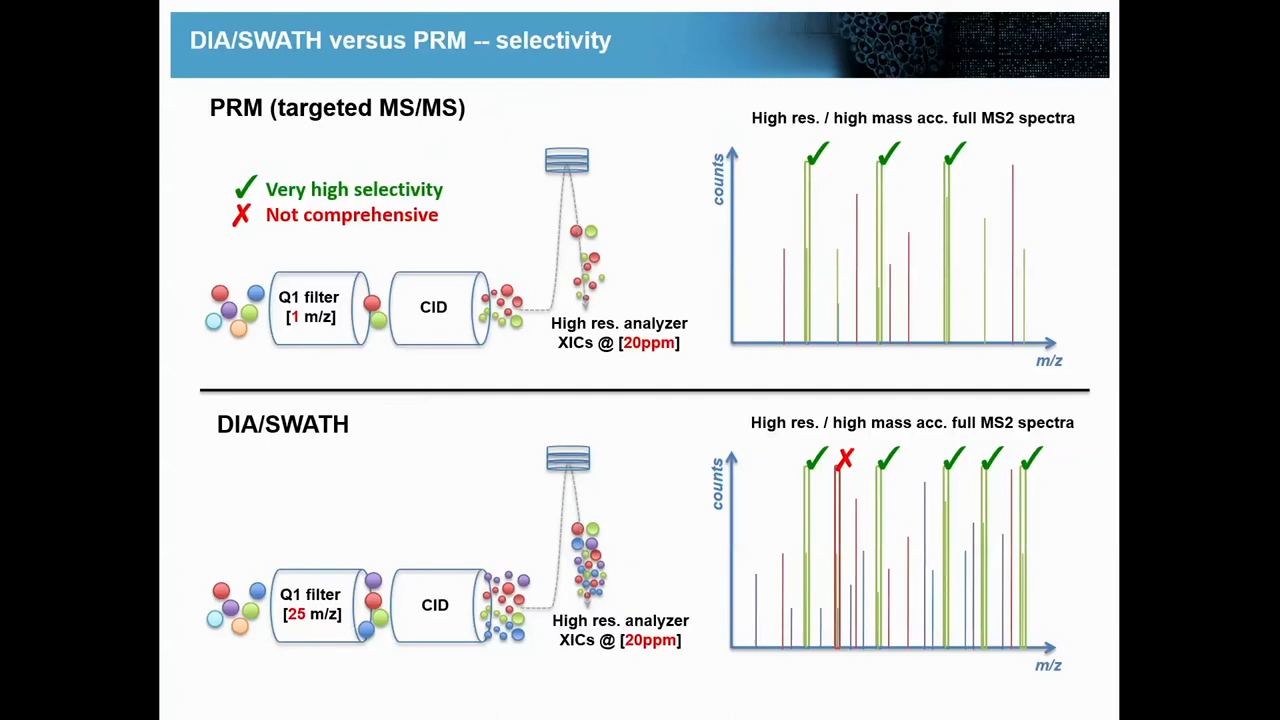 DIA/SWATH versus PRM -- selectivity
PRM (targeted MS/MS)
✓ Very high selectivity
✗ Not comprehensive
Q1 filter
[1 m/z]
CID
High res. analyzer
XICs @ [20ppm]
High res. / high mass acc. full MS2 spectra
counts
m/z
DIA/SWATH
Q1 filter
[25 m/z]
CID
High res. analyzer
XICs @ [20ppm]
High res. / high mass acc. full MS2 spectra
counts
m/z